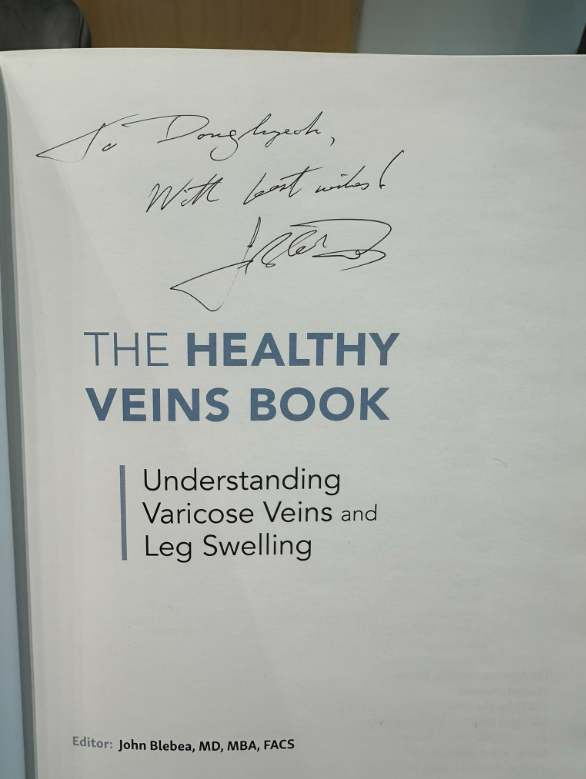 To Donghyeok,
With best wishes!
THE HEALTHY
VEINS BOOK
Understanding
Varicose Veins and
Leg Swelling
Editor: John Blebea, MD, MBA, FACS